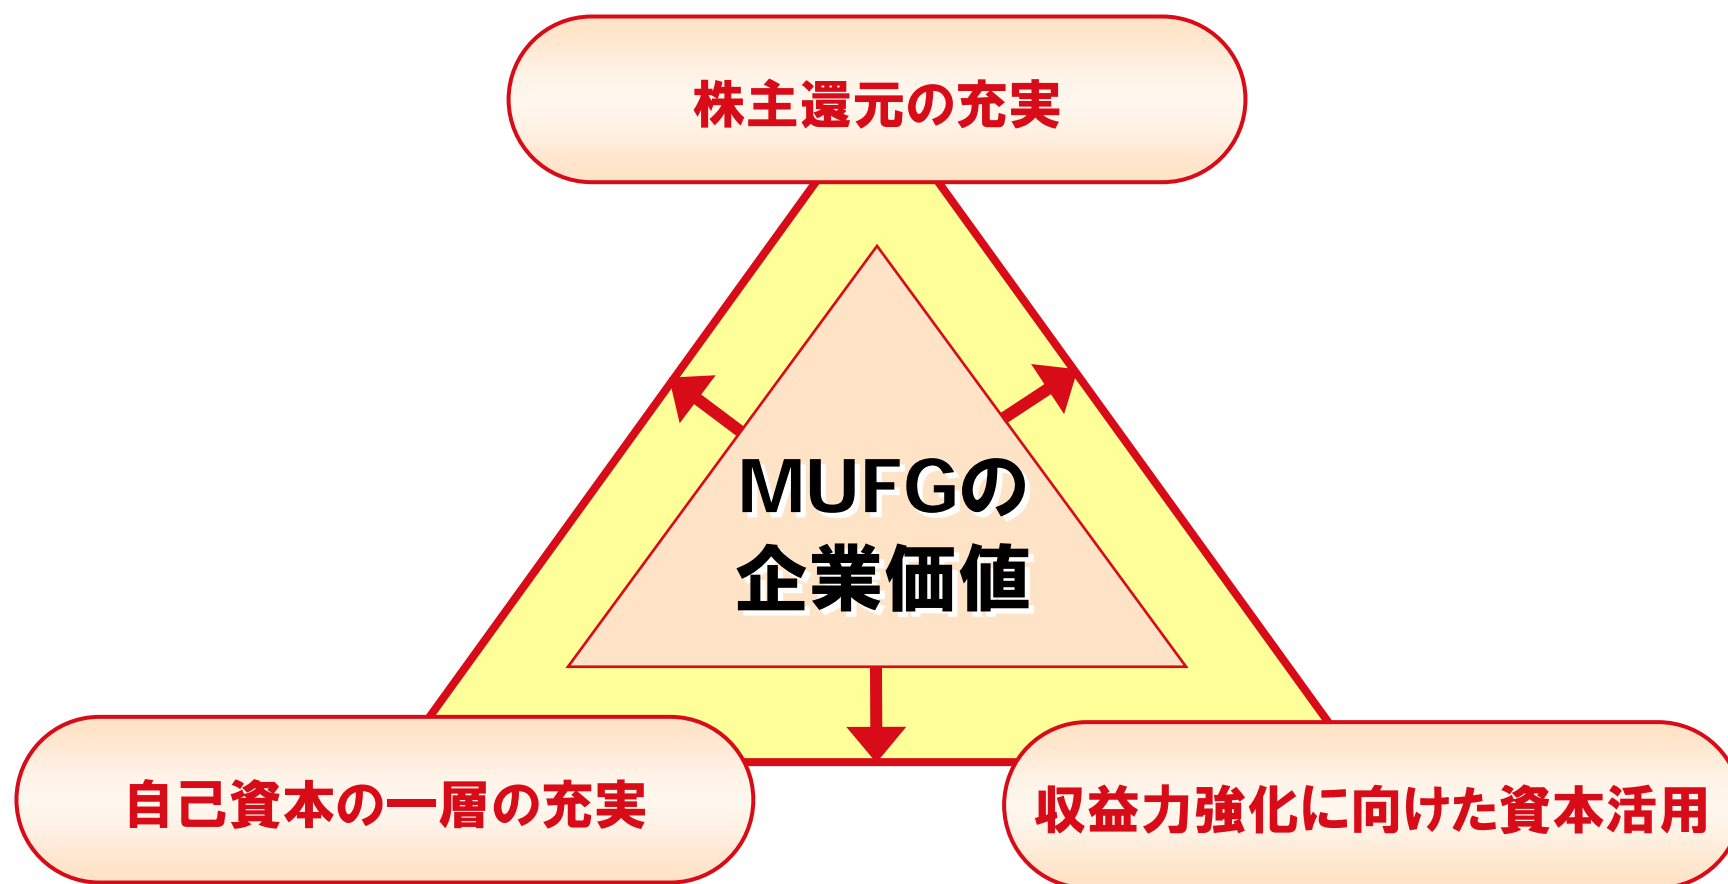 株主還元の充実
MUFGの
企業価値
自己資本の一層の充実
収益力強化に向けた資本活用